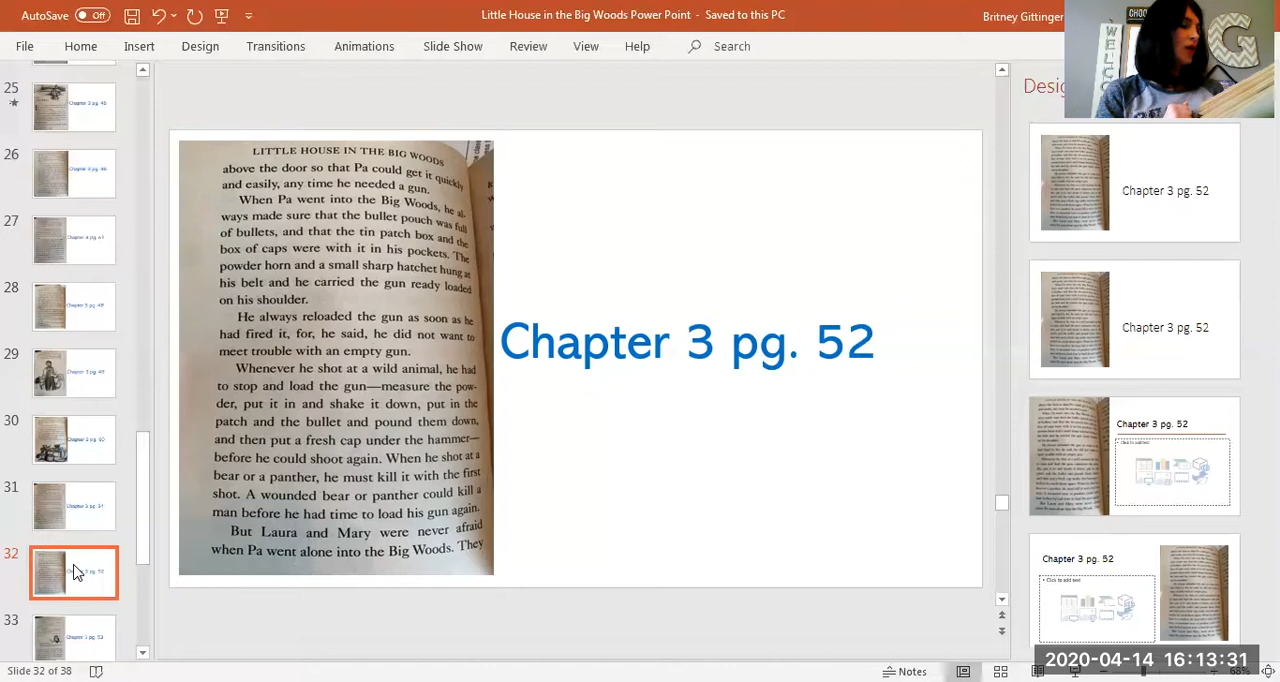 AutoSave Off
Little House in the Big Woods Power Point - Saved to this PC
Britney Gittinger
File Home Insert Design Transitions Animations Slide Show Review View Help Search
25
26
27
28
29
30
31
32
33
LITTLE HOUSE IN THE BIG WOODS
above the door so that Pa could get it quickly
and easily, any time he needed a gun.
When Pa went into the Big Woods, he al-
ways made sure that the bullet pouch was full
of bullets, and that the tin patch box and the
box of caps were with it in his pockets. The
powder horn and a small sharp hatchet hung at
his belt and he carried the gun ready loaded
on his shoulder.
He always reloaded the gun as soon as he
had fired it, for, he said, he did not want to
meet trouble with an empty gun.
Whenever he shot at a wild animal, he had
to stop and load the gun—measure the pow-
der, put it in and shake it down, put in the
patch and the bullet and pound them down,
and then put a fresh cap under the hammer—
before he could shoot again. When he shot at a
bear or a panther, he must kill it with the first
shot. A wounded bear or panther could kill a
man before he had time to load his gun again.
But Laura and Mary were never afraid
when Pa went alone into the Big Woods. They
Chapter 3 pg. 52
Chapter 3 pg. 52
Chapter 3 pg. 52
Chapter 3 pg. 52
Click to add text
Chapter 3 pg. 52
Click to add text
WELCO
G
Slide 32 of 38
Notes
68%
2020-04-14 16:13:31